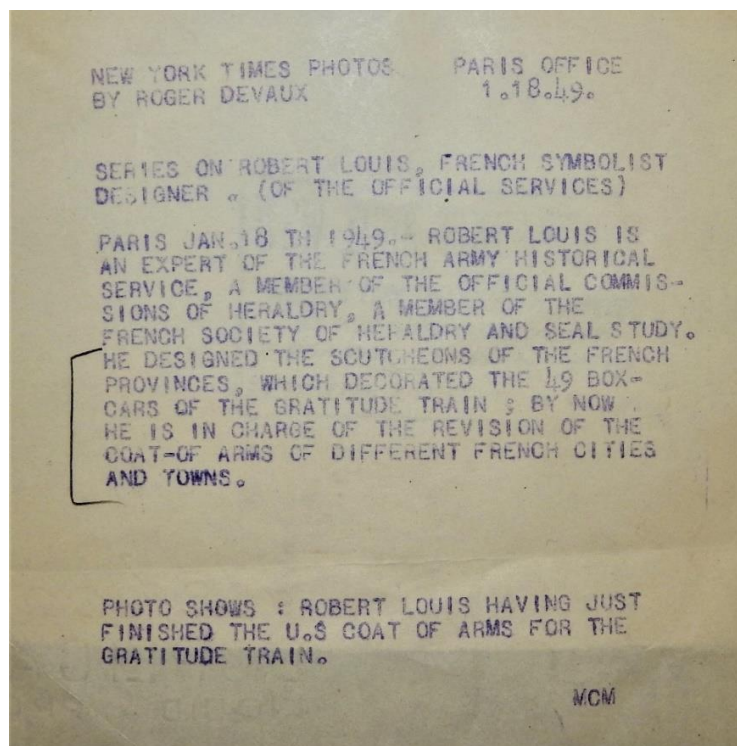 NEW YORK TIMES PHOTOS PARIS OFFICE
BY ROGER DEVAUX 1.18.49.
SERIES ON ROBERT LOUIS, FRENCH SYMBOLIST
DESIGNER . (OF THE OFFICIAL SERVICES)
PARIS JAN.18 TH 1949.- ROBERT LOUIS IS
AN EXPERT OF THE FRENCH ARMY HISTORICAL
SERVICE, A MEMBER OF THE OFFICIAL COMMIS-
SIONS OF HERALDRY, A MEMBER OF THE
FRENCH SOCIETY OF HERALDRY AND SEAL STUDY.
HE DESIGNED THE SCUTCHEONS OF THE FRENCH
PROVINCES, WHICH DECORATED THE 49 BOX-
CARS OF THE GRATITUDE TRAIN ; BY NOW
HE IS IN CHARGE OF THE REVISION OF THE
COAT-OF ARMS OF DIFFERENT FRENCH CITIES
AND TOWNS.
PHOTO SHOWS : ROBERT LOUIS HAVING JUST
FINISHED THE U.S COAT OF ARMS FOR THE
GRATITUDE TRAIN.
MCM